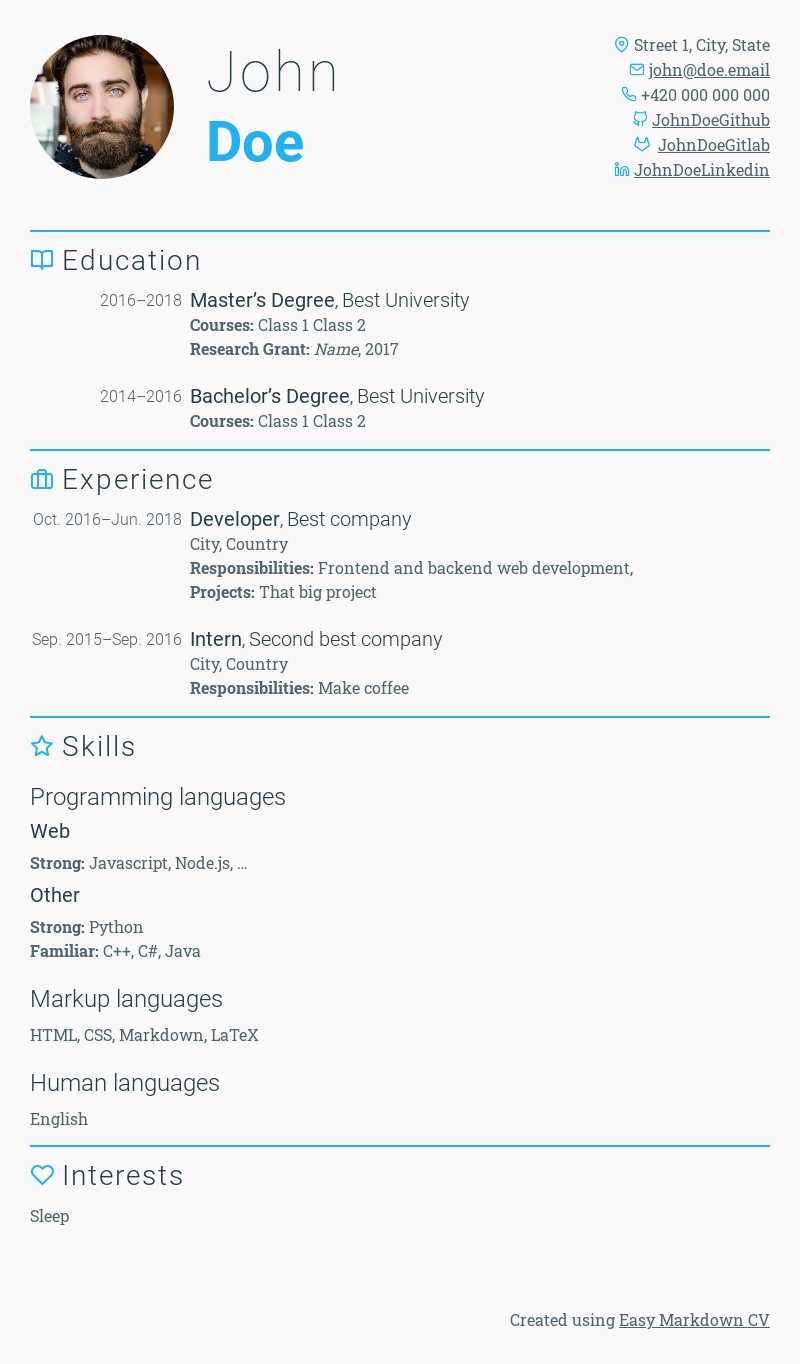 John
Doe
Street 1, City, State
john@doe.email
+420 000 000 000
JohnDoeGithub
JohnDoeGitlab
JohnDoeLinkedin
Education
2016–2018 Master’s Degree, Best University
Courses: Class 1 Class 2
Research Grant: Name, 2017
2014–2016 Bachelor’s Degree, Best University
Courses: Class 1 Class 2
Experience
Oct. 2016–Jun. 2018 Developer, Best company
City, Country
Responsibilities: Frontend and backend web development,
Projects: That big project
Sep. 2015–Sep. 2016 Intern, Second best company
City, Country
Responsibilities: Make coffee
Skills
Programming languages
Web
Strong: Javascript, Node.js, ...
Other
Strong: Python
Familiar: C++, C#, Java
Markup languages
HTML, CSS, Markdown, LaTeX
Human languages
English
Interests
Sleep
Created using Easy Markdown CV